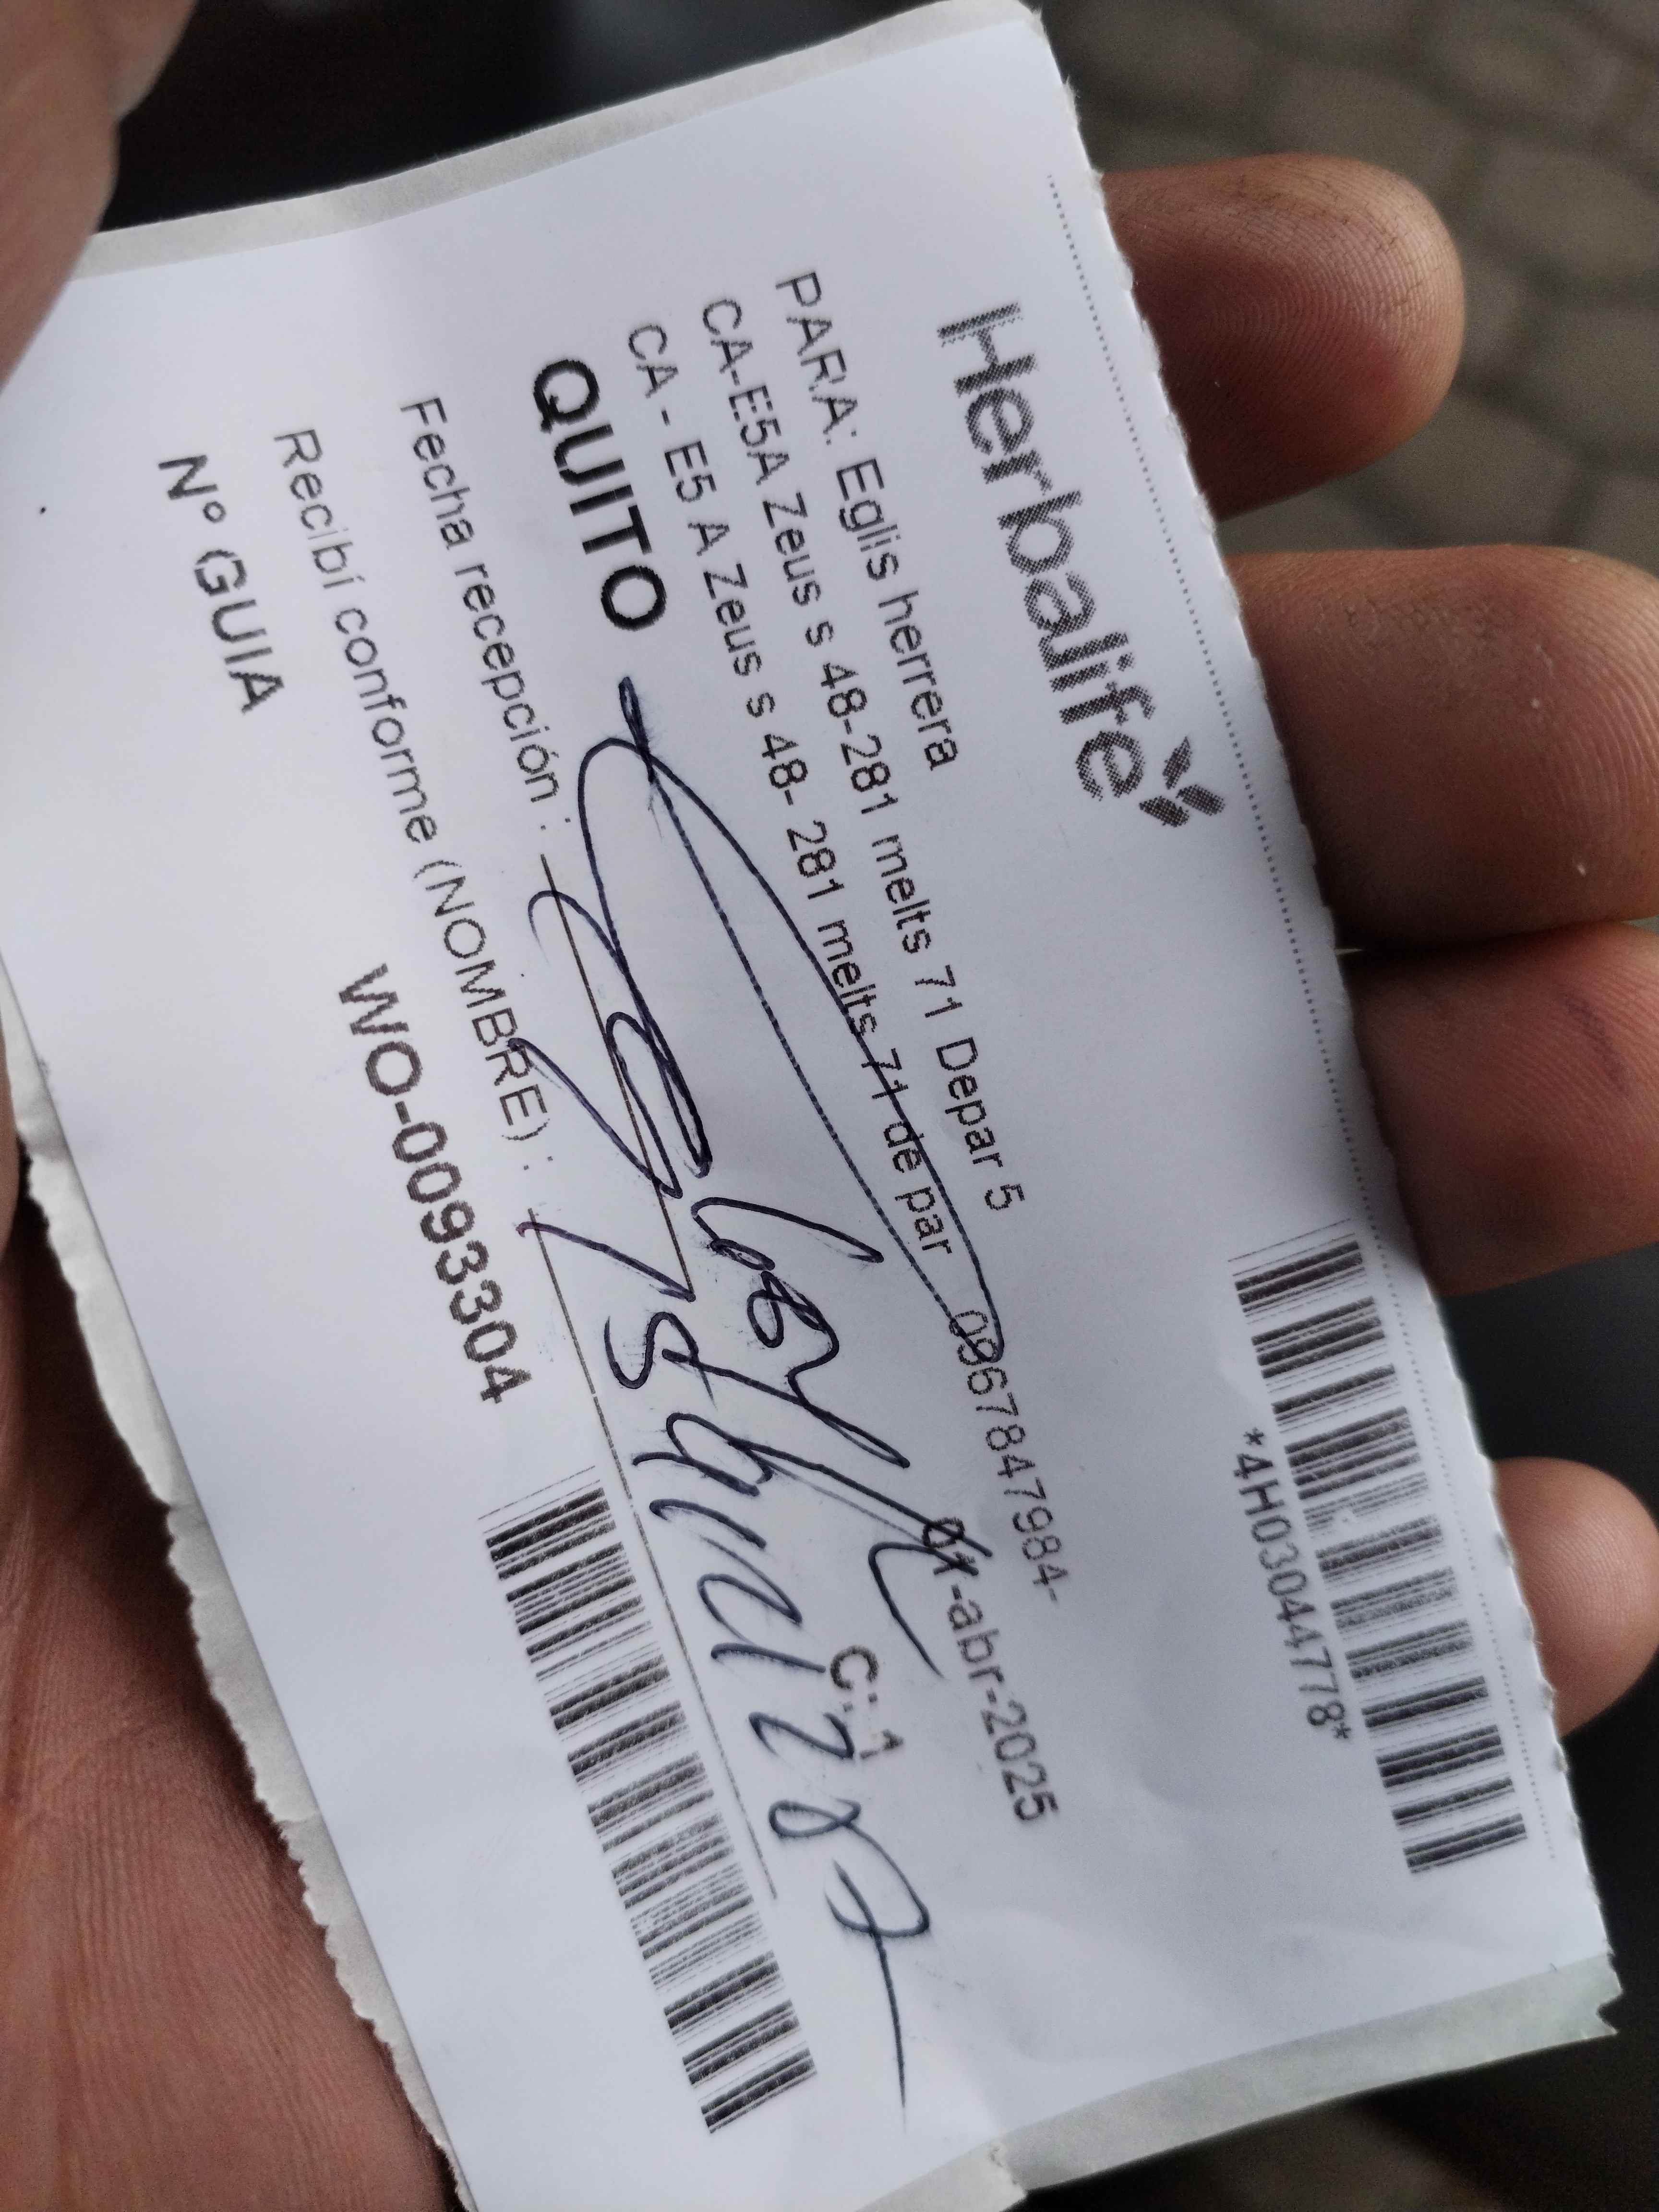 Herbalife
*4H03044778*
PARA: Eglis herrera
CA-E5A Zeus s 48-281 melts 71 Depar 5
CA - E5 A Zeus s 48- 281 melts 71 de par 0967847984-
QUITO 01-abr-2025
C: 1
Fecha recepción :
Recibí conforme (NOMBRE) :
Nº GUIA WO-0093304